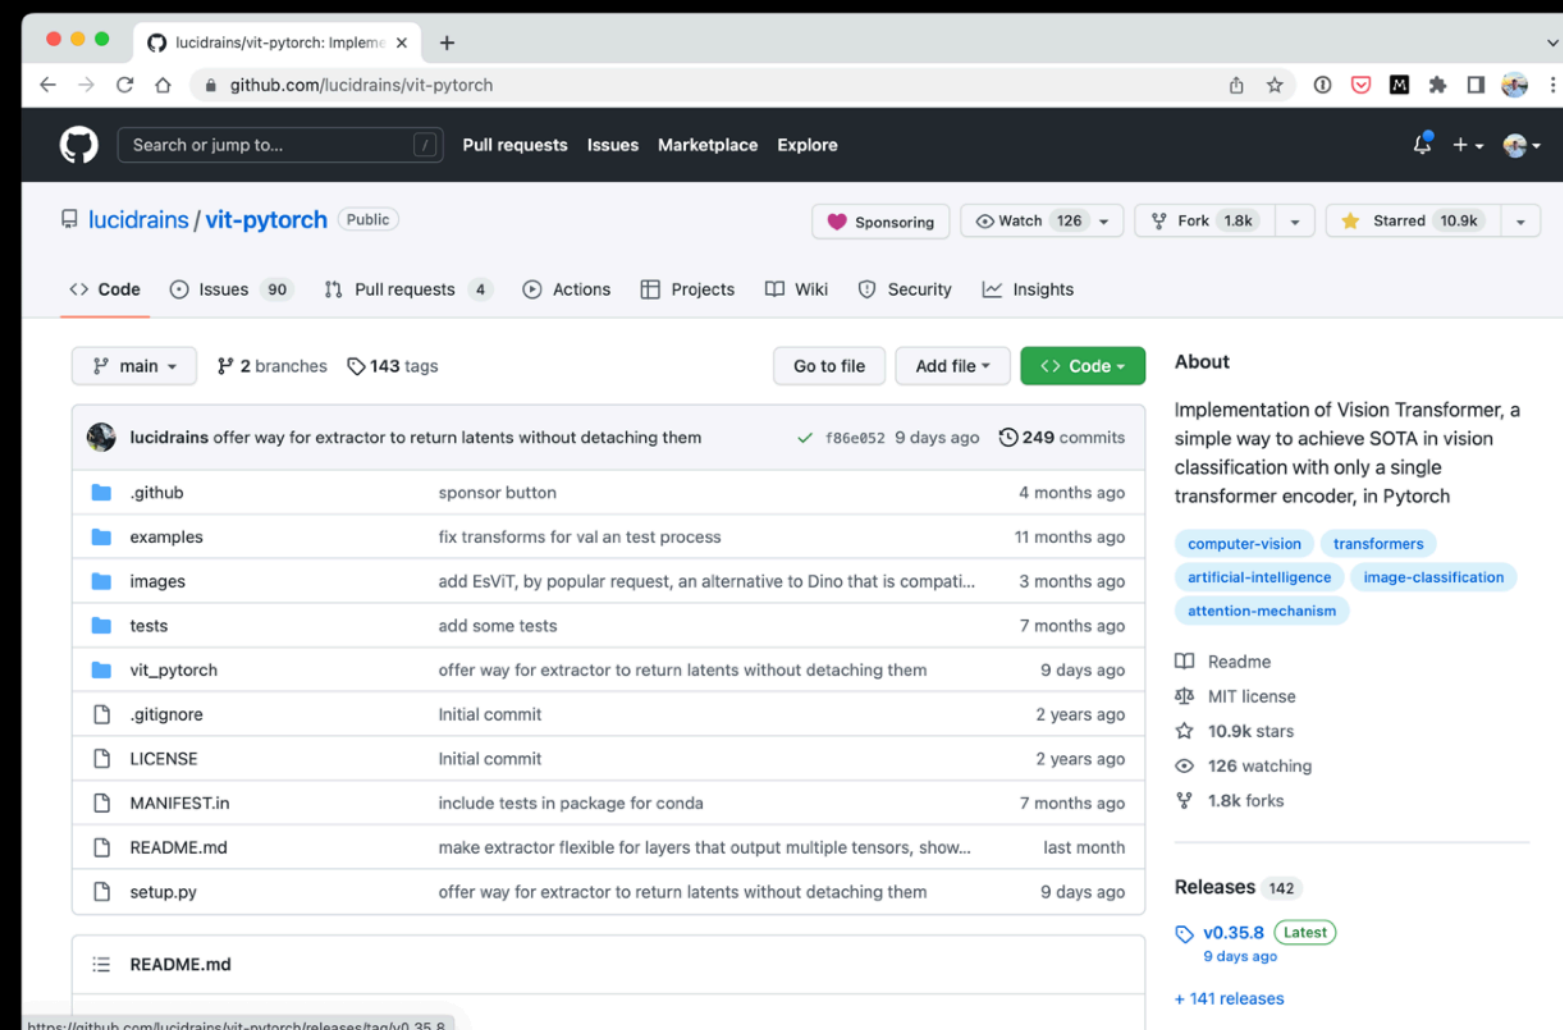 lucidrains/vit-pytorch: Impleme
github.com/lucidrains/vit-pytorch
Search or jump to... /
Pull requests Issues Marketplace Explore
lucidrains / vit-pytorch Public
Sponsoring Watch 126 Fork 1.8k Starred 10.9k
Code Issues 90 Pull requests 4 Actions Projects Wiki Security Insights
main 2 branches 143 tags Go to file Add file Code
lucidrains offer way for extractor to return latents without detaching them f86e052 9 days ago 249 commits
.github sponsor button 4 months ago
examples fix transforms for val an test process 11 months ago
images add EsViT, by popular request, an alternative to Dino that is compati... 3 months ago
tests add some tests 7 months ago
vit_pytorch offer way for extractor to return latents without detaching them 9 days ago
.gitignore Initial commit 2 years ago
LICENSE Initial commit 2 years ago
MANIFEST.in include tests in package for conda 7 months ago
README.md make extractor flexible for layers that output multiple tensors, show... last month
setup.py offer way for extractor to return latents without detaching them 9 days ago
README.md
About
Implementation of Vision Transformer, a
simple way to achieve SOTA in vision
classification with only a single
transformer encoder, in Pytorch
computer-vision transformers
artificial-intelligence image-classification
attention-mechanism
Readme
MIT license
10.9k stars
126 watching
1.8k forks
Releases 142
v0.35.8 Latest
9 days ago
+ 141 releases
https://github.com/lucidrains/vit-pytorch/releases/tag/v0.35.8